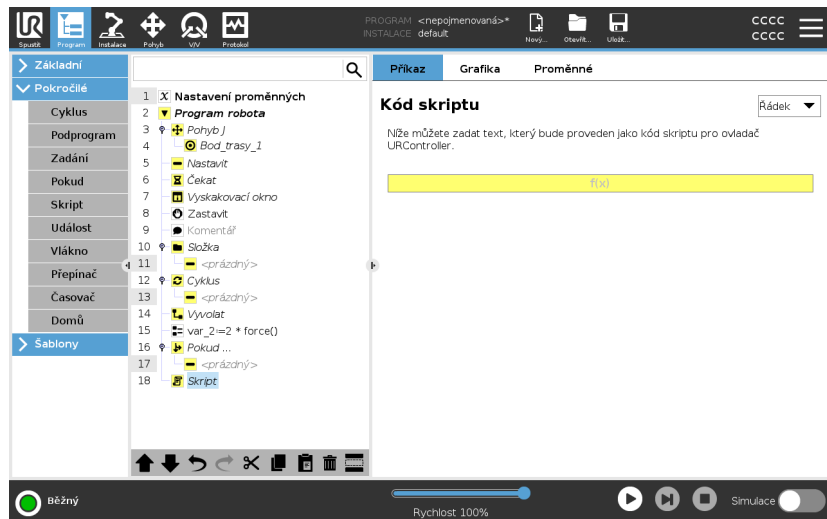 UR
Spustit Program Instalace Pohyb V/V Protokol
PROGRAM <nepojmenovaná>*
INSTALACE default
Nový... Otevřít... Uložit...
CCCC
CCCC
Základní
Pokročilé
Cyklus
Podprogram
Zadání
Pokud
Skript
Událost
Vlákno
Přepínač
Časovač
Domů
Šablony
1 X Nastavení proměnných
2 Program robota
3 Pohyb J
4 Bod_trasy_1
5 Nastavit
6 Čekat
7 Vyskakovací okno
8 Zastavit
9 Komentář
10 Složka
11 <prázdný>
12 Cyklus
13 <prázdný>
14 Vyvolat
15 var_2≔2 * force()
16 Pokud ...
17 <prázdný>
18 Skript
Příkaz Grafika Proměnné
Kód skriptu
Řádek
Níže můžete zadat text, který bude proveden jako kód skriptu pro ovladač
URController.
f(x)
Běžný
Rychlost 100%
Simulace